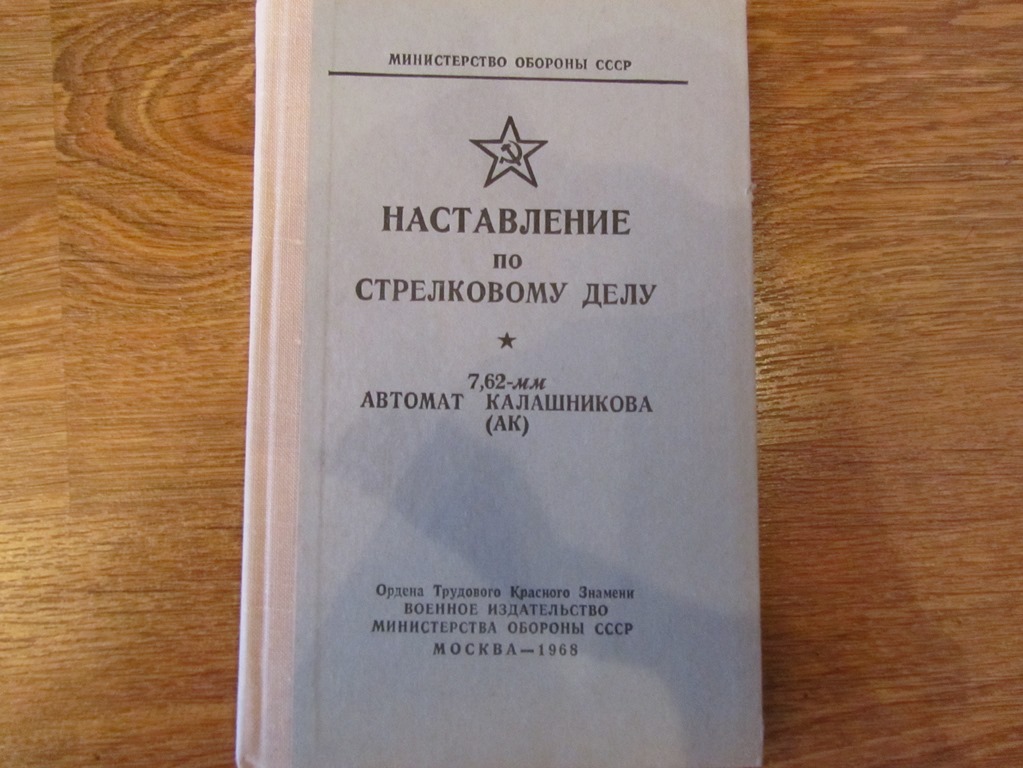 МИНИСТЕРСТВО ОБОРОНЫ СССР
НАСТАВЛЕНИЕ
ПО
СТРЕЛКОВОМУ ДЕЛУ
7,62-мм
АВТОМАТ КАЛАШНИКОВА
(АК)
Ордена Трудового Красного Знамени
ВОЕННОЕ ИЗДАТЕЛЬСТВО
МИНИСТЕРСТВА ОБОРОНЫ СССР
МОСКВА—1968